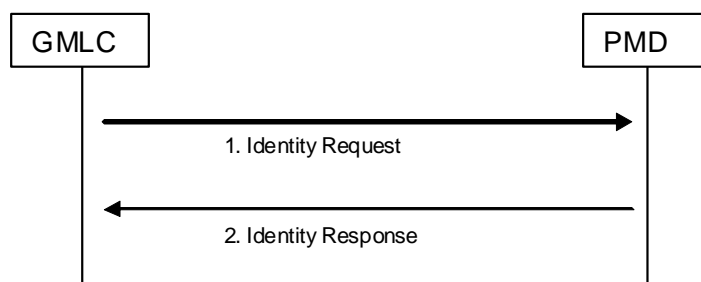 GMLC
PMD
1. Identity Request
2. Identity Response